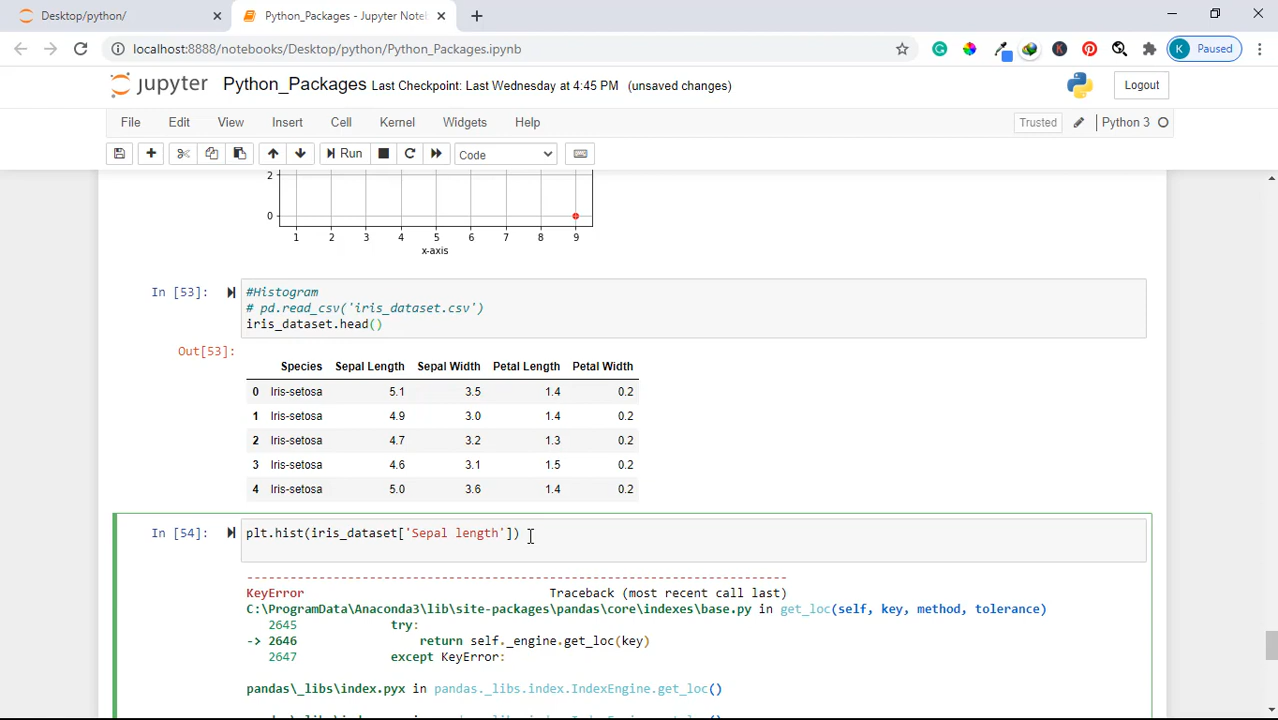 Desktop/python/
Python_Packages - Jupyter Noteb
localhost:8888/notebooks/Desktop/python/Python_Packages.ipynb
K Paused
jupyter Python_Packages Last Checkpoint: Last Wednesday at 4:45 PM (unsaved changes)
Logout
File Edit View Insert Cell Kernel Widgets Help
Trusted Python 3
Run Code
2
0
1 2 3 4 5 6 7 8 9
x-axis
In [53]: #Histogram
# pd.read_csv('iris_dataset.csv')
iris_dataset.head()
Out[53]:
Species Sepal Length Sepal Width Petal Length Petal Width
0 Iris-setosa 5.1 3.5 1.4 0.2
1 Iris-setosa 4.9 3.0 1.4 0.2
2 Iris-setosa 4.7 3.2 1.3 0.2
3 Iris-setosa 4.6 3.1 1.5 0.2
4 Iris-setosa 5.0 3.6 1.4 0.2
In [54]: plt.hist(iris_dataset['Sepal length'])
---------------------------------------------------------------------------
KeyError Traceback (most recent call last)
C:\ProgramData\Anaconda3\lib\site-packages\pandas\core\indexes\base.py in get_loc(self, key, method, tolerance)
2645 try:
-> 2646 return self._engine.get_loc(key)
2647 except KeyError:
pandas\_libs\index.pyx in pandas._libs.index.IndexEngine.get_loc()